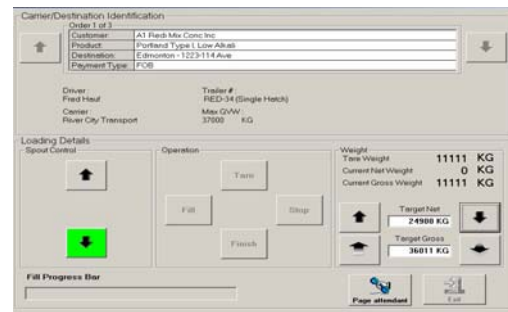 Carrier/Destination Identification
Order 1 of 3
Customer: A1 Redi Mix Conc Inc
Product: Portland Type I, Low Alkali
Destination: Edmonton - 1223-114 Ave
Payment Type: FOB
Driver: Trailer #:
Fred Hauf RED-34 (Single Hatch)
Carrier: Max GVW:
River City Transport 37000 KG
Loading Details
Spout Control Operation Weight
Tare Weight 11111 KG
Current Net Weight 0 KG
Current Gross Weight 11111 KG
Tare
Fill Stop
Finish
Target Net
24900 KG
Target Gross
36011 KG
Fill Progress Bar
Page attendant Exit